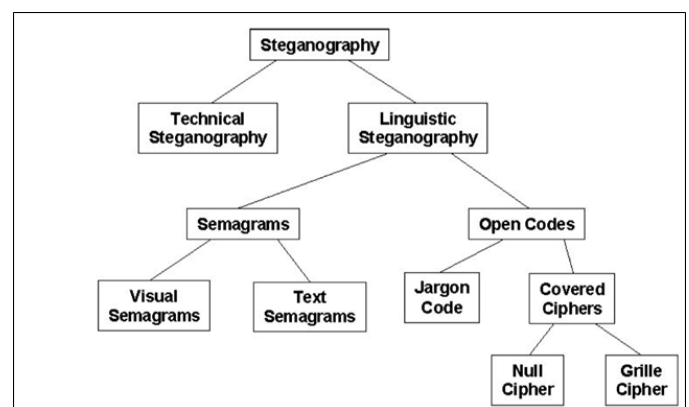 Steganography
Technical
Steganography
Linguistic
Steganography
Semagrams
Open Codes
Visual
Semagrams
Text
Semagrams
Jargon
Code
Covered
Ciphers
Null
Cipher
Grille
Cipher